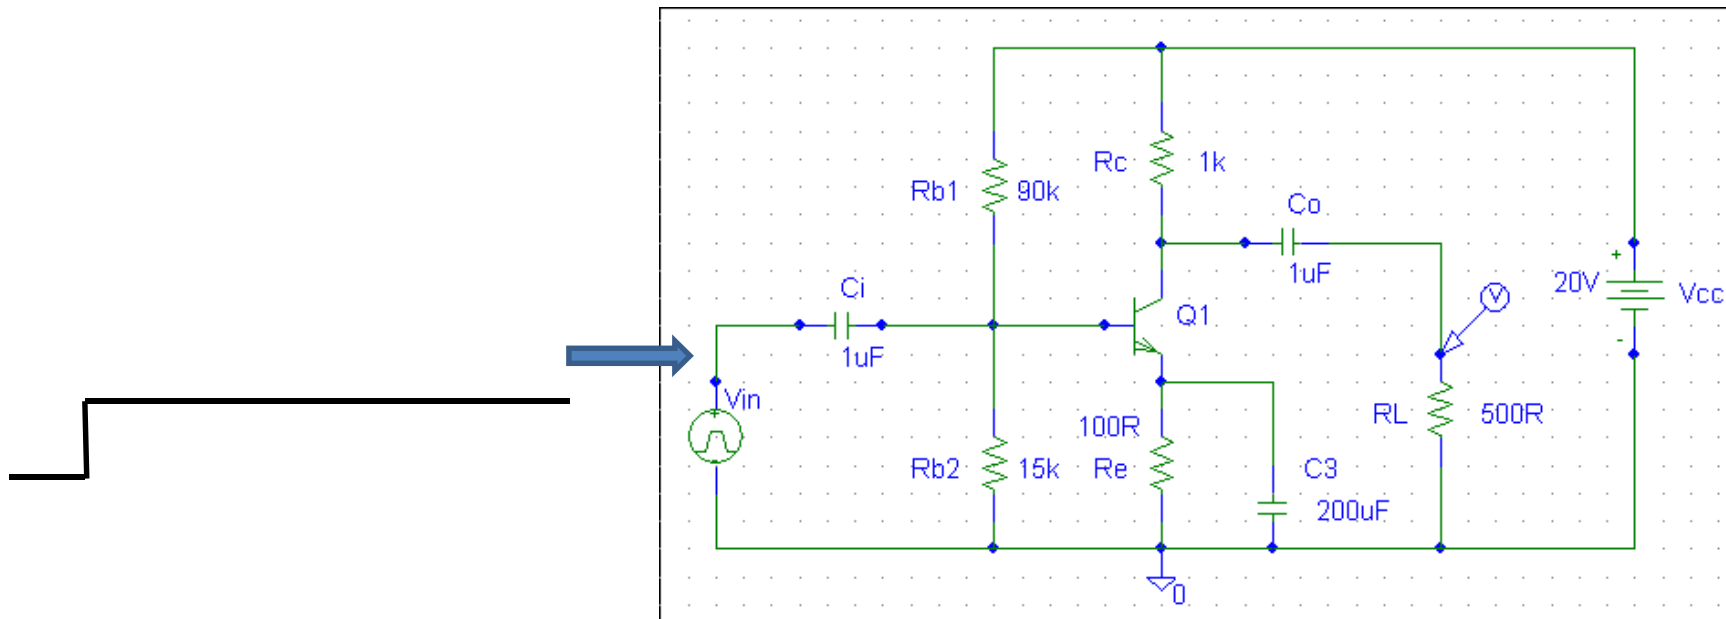 Rc 1k
Rb1 90k
Co
1uF
20V + Vcc
-
Ci
1uF
Q1
V
Vin
+
100R
Re
RL 500R
Rb2 15k
C3
200uF
0